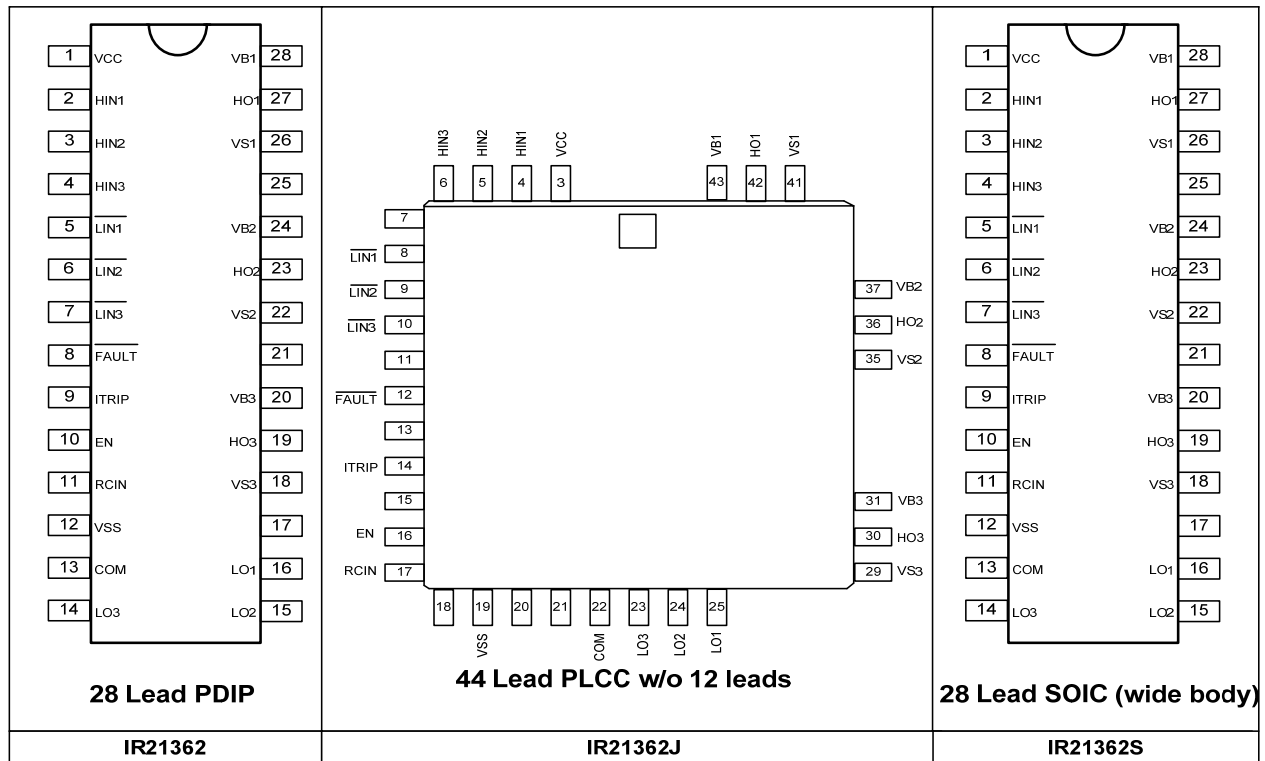 1 VCC VB1 28
2 HIN1 HO1 27
3 HIN2 VS1 26
4 HIN3 25
5 LIN1 VB2 24
6 LIN2 HO2 23
7 LIN3 VS2 22
8 FAULT 21
9 ITRIP VB3 20
10 EN HO3 19
11 RCIN VS3 18
12 VSS 17
13 COM LO1 16
14 LO3 LO2 15
28 Lead PDIP
IR21362
HIN3 HIN2 HIN1 VCC VB1 HO1 VS1
6 5 4 3 43 42 41
7
LIN1 8
LIN2 9 37 VB2
LIN3 10 36 HO2
11 35 VS2
FAULT 12
13
ITRIP 14
15 31 VB3
EN 16 30 HO3
RCIN 17 29 VS3
18 19 20 21 22 23 24 25
VSS COM LO3 LO2 LO1
44 Lead PLCC w/o 12 leads
IR21362J
1 VCC VB1 28
2 HIN1 HO1 27
3 HIN2 VS1 26
4 HIN3 25
5 LIN1 VB2 24
6 LIN2 HO2 23
7 LIN3 VS2 22
8 FAULT 21
9 ITRIP VB3 20
10 EN HO3 19
11 RCIN VS3 18
12 VSS 17
13 COM LO1 16
14 LO3 LO2 15
28 Lead SOIC (wide body)
IR21362S